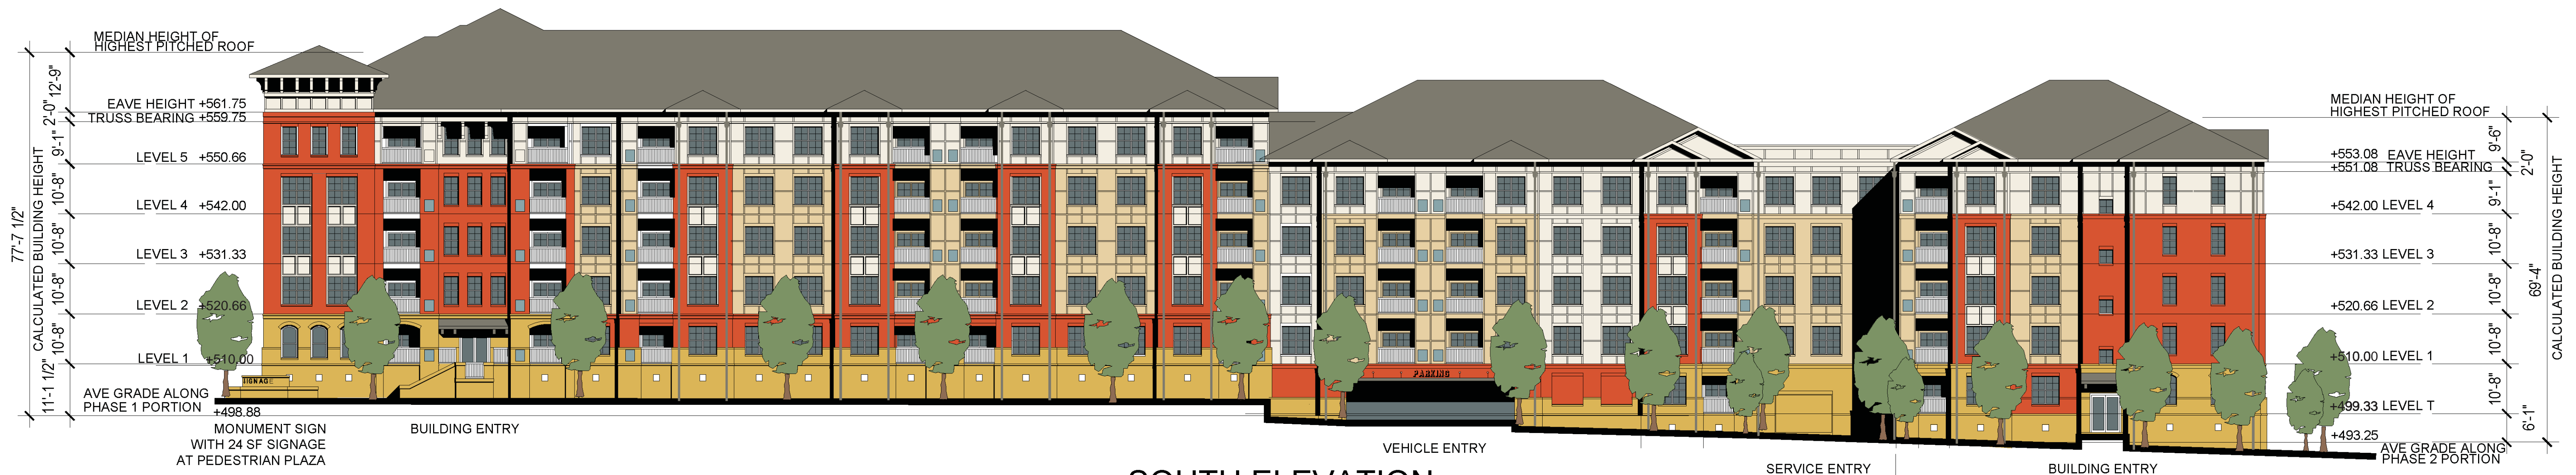 MEDIAN HEIGHT OF
HIGHEST PITCHED ROOF
EAVE HEIGHT +561.75
TRUSS BEARING +559.75
LEVEL 5 +550.66
LEVEL 4 +542.00
LEVEL 3 +531.33
LEVEL 2 +520.66
LEVEL 1 +510.00
AVE GRADE ALONG
PHASE 1 PORTION +498.88
77'-7 1/2"
CALCULATED BUILDING HEIGHT
12'-9"
2'-0"
9'-1"
10'-8"
10'-8"
10'-8"
10'-8"
11'-11 1/2"
SIGNAGE
MONUMENT SIGN
WITH 24 SF SIGNAGE
AT PEDESTRIAN PLAZA
BUILDING ENTRY
PARKING
VEHICLE ENTRY
SERVICE ENTRY
BUILDING ENTRY
SOUTH ELEVATION
MEDIAN HEIGHT OF
HIGHEST PITCHED ROOF
+553.08 EAVE HEIGHT
+551.08 TRUSS BEARING
+542.00 LEVEL 4
+531.33 LEVEL 3
+520.66 LEVEL 2
+510.00 LEVEL 1
+499.33 LEVEL T
+493.25
AVE GRADE ALONG
PHASE 2 PORTION
9'-6"
2'-0"
9'-1"
10'-8"
10'-8"
10'-8"
10'-8"
6'-1"
69'-4"
CALCULATED BUILDING HEIGHT